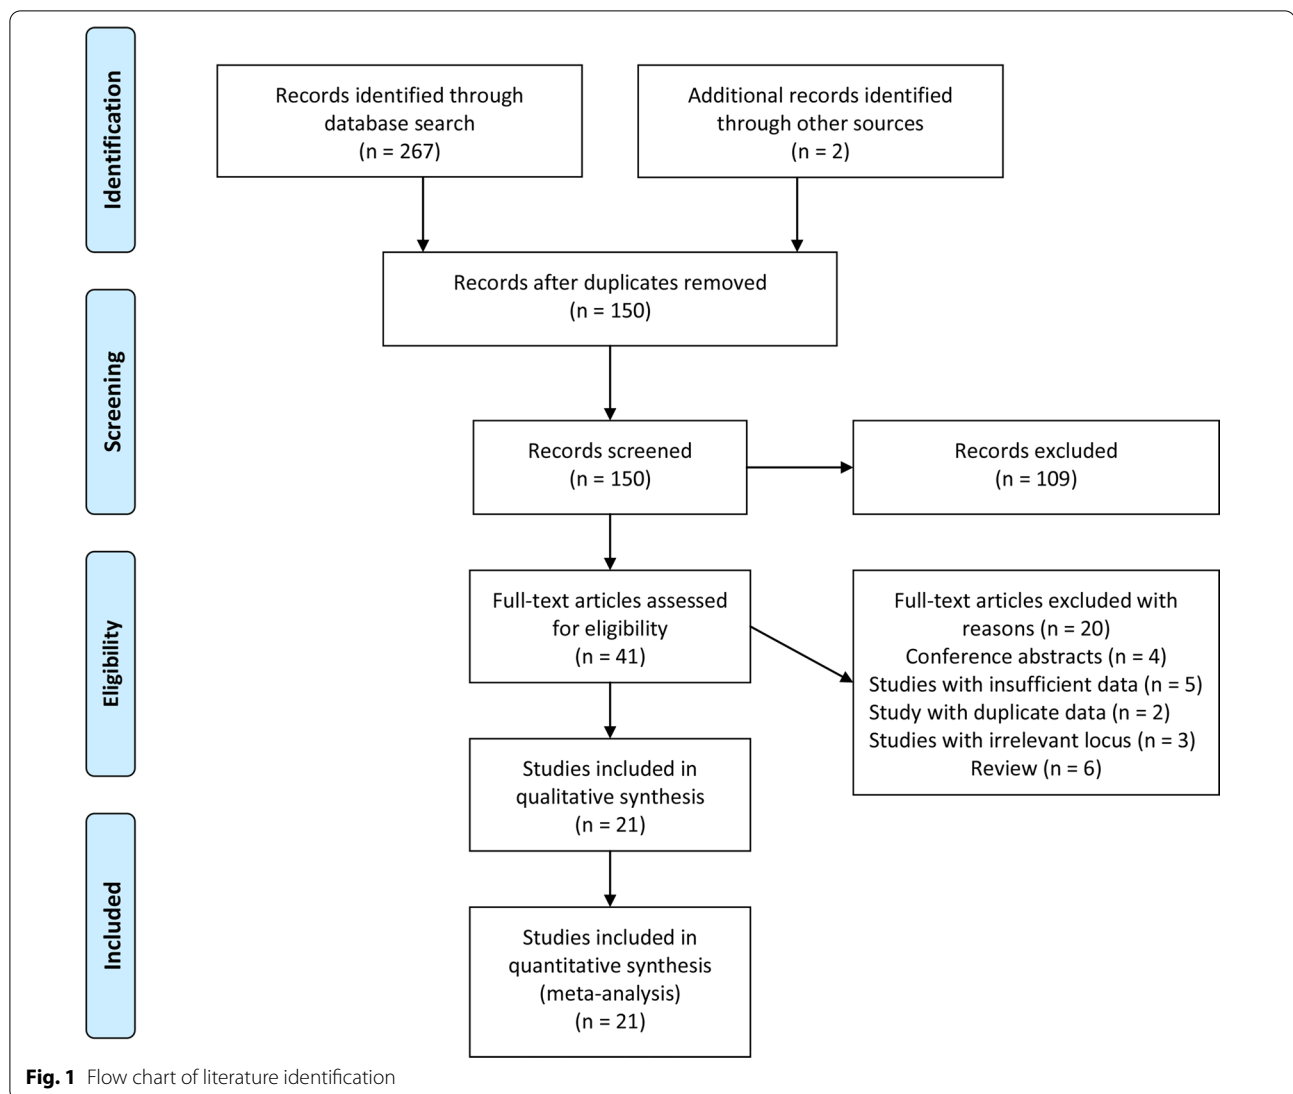 Identification
Records identified through
database search
(n = 267)
Additional records identified
through other sources
(n = 2)
Records after duplicates removed
(n = 150)
Screening
Records screened
(n = 150)
Records excluded
(n = 109)
Eligibility
Full-text articles assessed
for eligibility
(n = 41)
Full-text articles excluded with
reasons (n = 20)
Conference abstracts (n = 4)
Studies with insufficient data (n = 5)
Study with duplicate data (n = 2)
Studies with irrelevant locus (n = 3)
Review (n = 6)
Studies included in
qualitative synthesis
(n = 21)
Included
Studies included in
quantitative synthesis
(meta-analysis)
(n = 21)
Fig. 1 Flow chart of literature identification